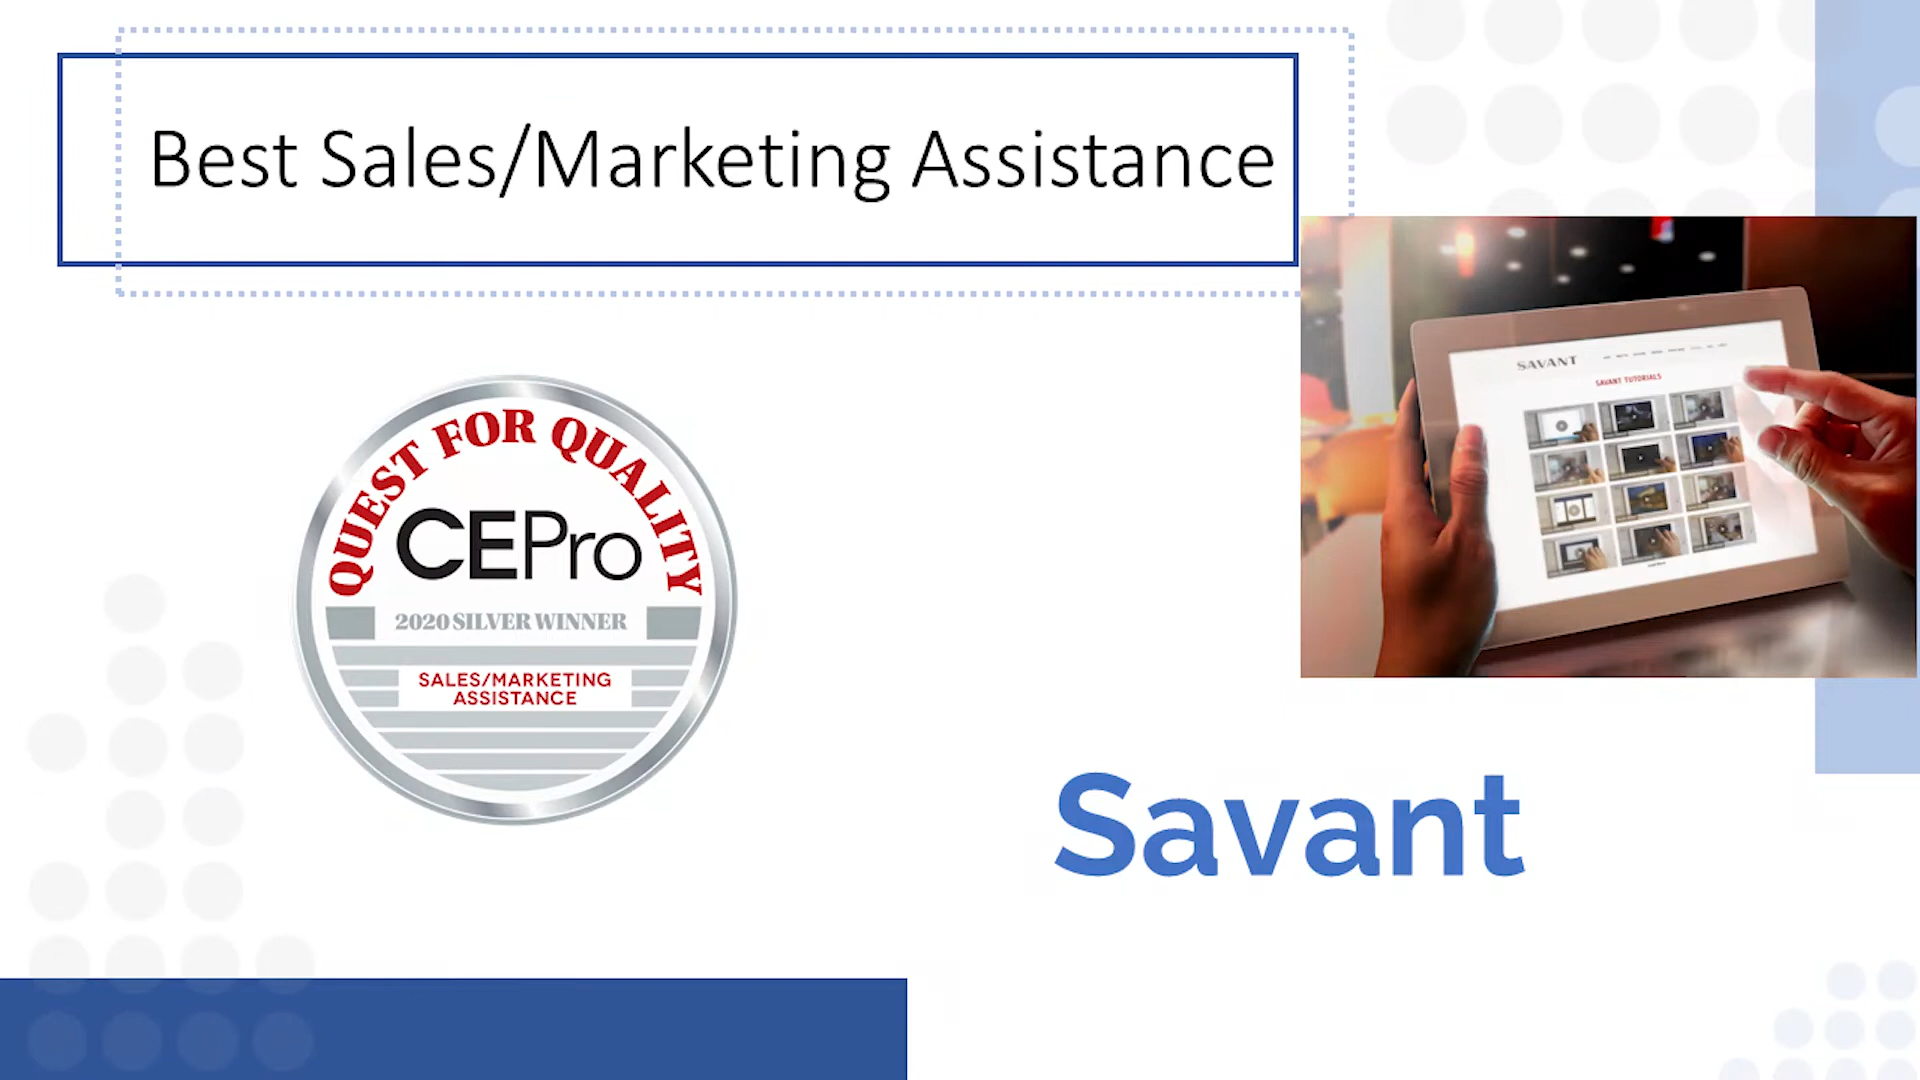 Best Sales/Marketing Assistance
QUEST FOR QUALITY
CEPro
2020 SILVER WINNER
SALES/MARKETING
ASSISTANCE
SAVANT
SAVANT TUTORIALS
Savant